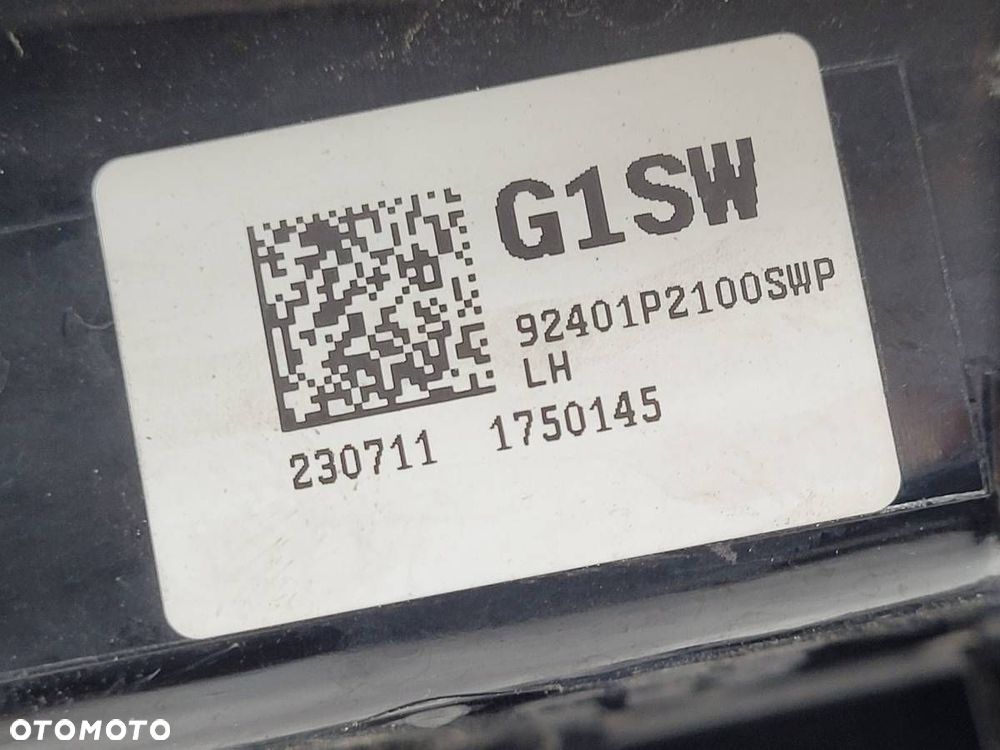 G1SW
92401P2100SWP
LH
230711 1750145
OTOMOTO